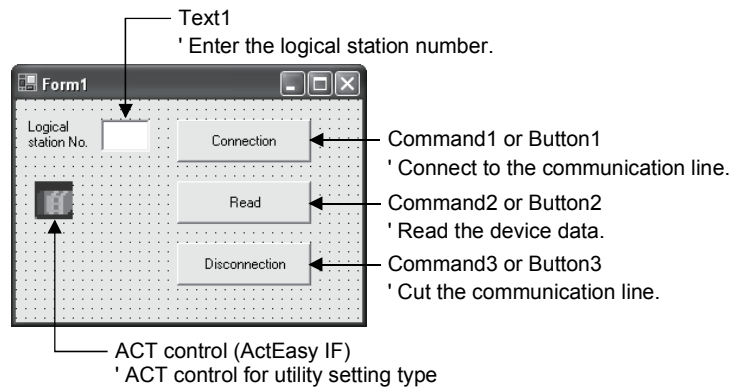 Text1
' Enter the logical station number.
Form1
Logical
station No.
Connection
Command1 or Button1
' Connect to the communication line.
Read
Command2 or Button2
' Read the device data.
Disconnection
Command3 or Button3
' Cut the communication line.
ACT control (ActEasy IF)
' ACT control for utility setting type